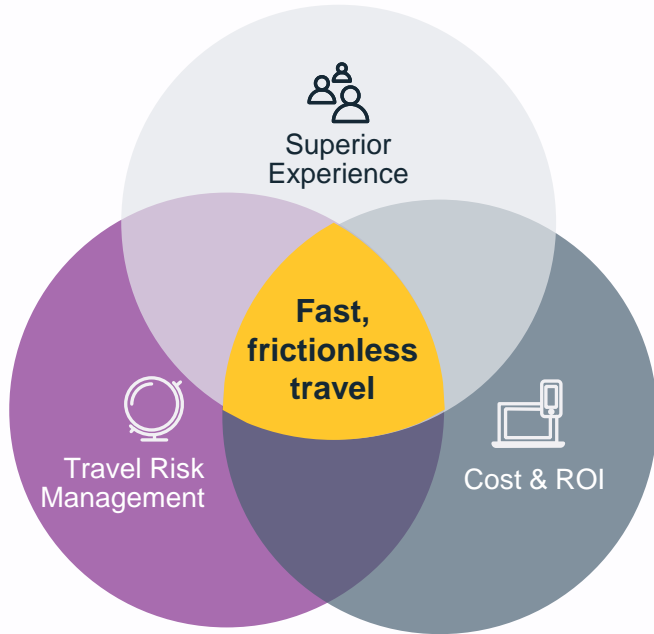 Superior
Experience
Fast,
frictionless
travel
Travel Risk
Management
Cost & ROI